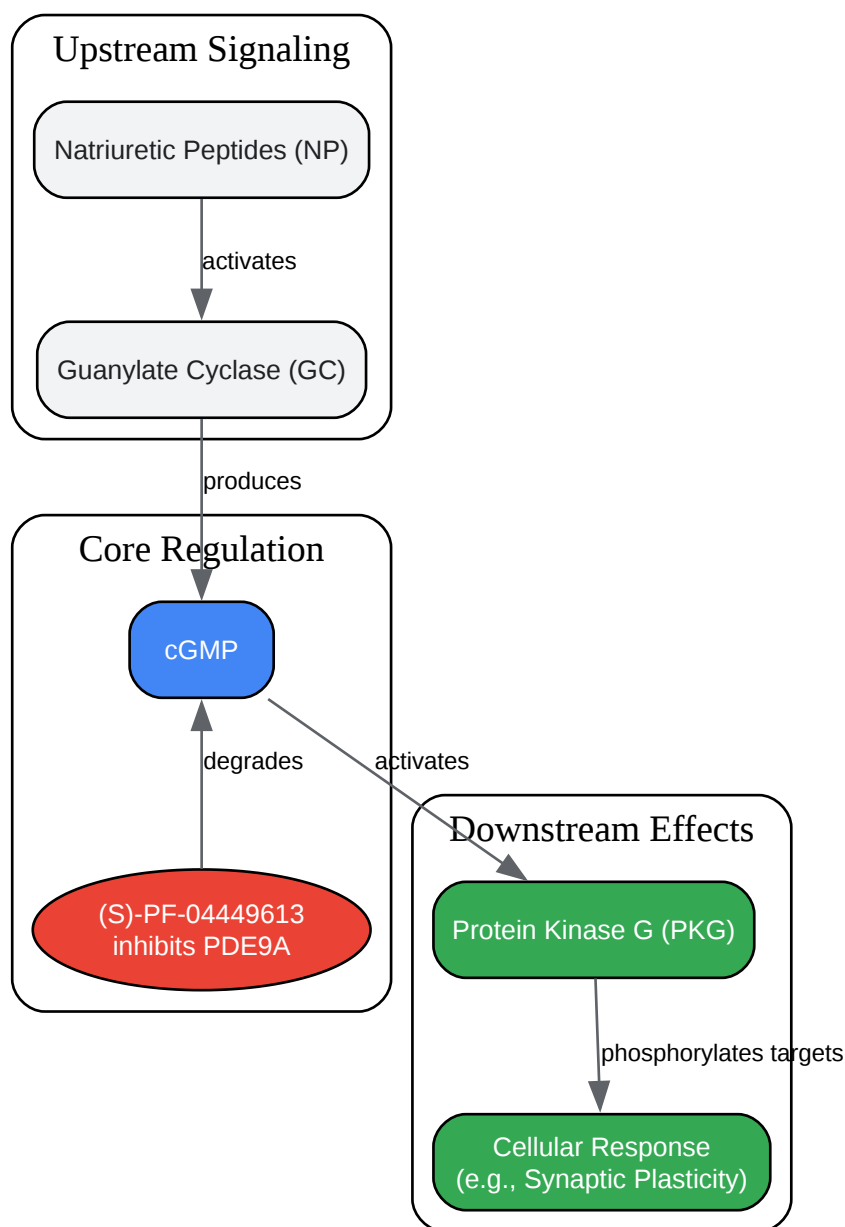 Upstream Signaling
Natriuretic Peptides (NP)
activates
Guanylate Cyclase (GC)
produces
Core Regulation
cGMP
degrades
activates
(S)-PF-04449613
inhibits PDE9A
Downstream Effects
Protein Kinase G (PKG)
phosphorylates targets
Cellular Response
(e.g., Synaptic Plasticity)